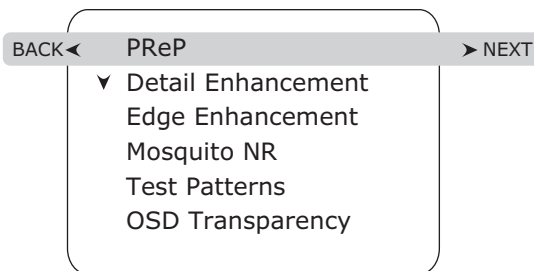 BACK PReP NEXT
Detail Enhancement
Edge Enhancement
Mosquito NR
Test Patterns
OSD Transparency